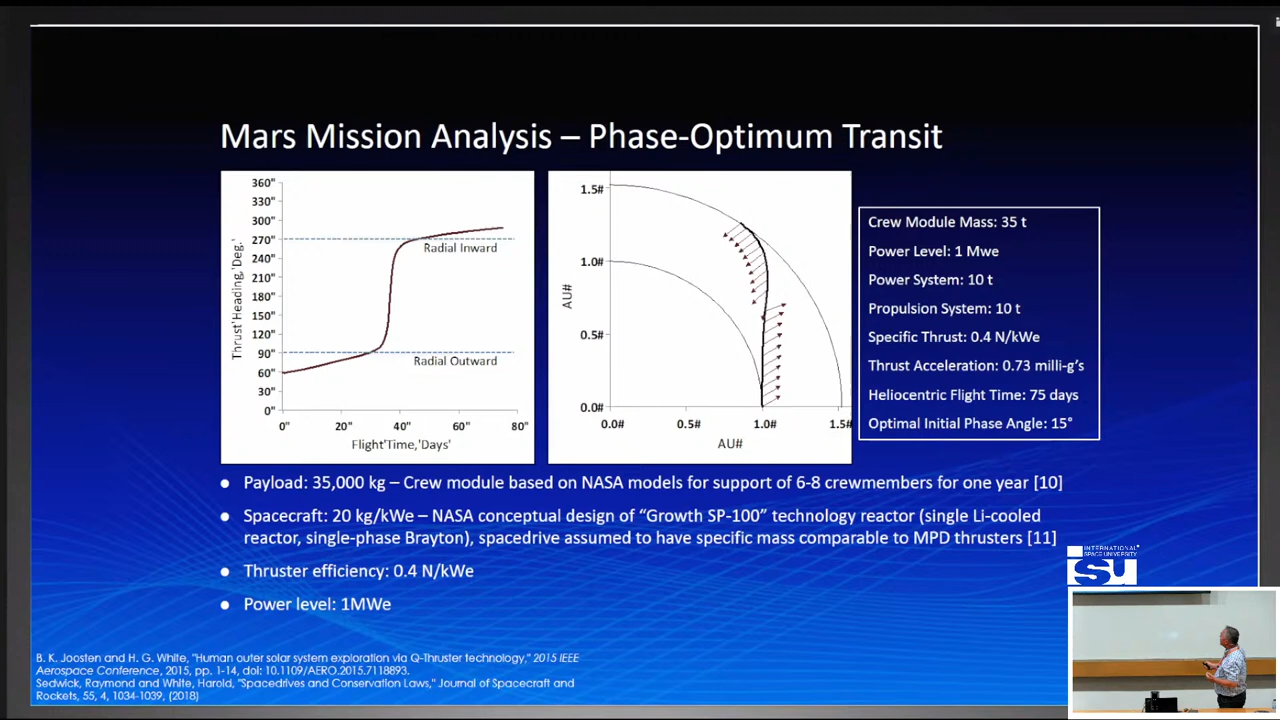 Mars Mission Analysis – Phase-Optimum Transit
360"
330"
300"
270"
240"
210"
180"
150"
120"
90"
60"
30"
0"
Thrust'Heading,'Deg.'
Radial Inward
Radial Outward
0"
20"
40"
60"
80"
Flight'Time,'Days'
1.5#
1.0#
0.5#
0.0#
AU#
0.0#
0.5#
1.0#
1.5#
AU#
Crew Module Mass: 35 t
Power Level: 1 Mwe
Power System: 10 t
Propulsion System: 10 t
Specific Thrust: 0.4 N/kWe
Thrust Acceleration: 0.73 milli-g's
Heliocentric Flight Time: 75 days
Optimal Initial Phase Angle: 15°
● Payload: 35,000 kg – Crew module based on NASA models for support of 6-8 crewmembers for one year [10]
● Spacecraft: 20 kg/kWe – NASA conceptual design of “Growth SP-100” technology reactor (single Li-cooled
reactor, single-phase Brayton), spacedrive assumed to have specific mass comparable to MPD thrusters [11]
● Thruster efficiency: 0.4 N/kWe
● Power level: 1MWe
INTERNATIONAL
SPACE UNIVERSITY
isu
B. K. Joosten and H. G. White, "Human outer solar system exploration via Q-Thruster technology," 2015 IEEE
Aerospace Conference, 2015, pp. 1-14, doi: 10.1109/AERO.2015.7118893.
Sedwick, Raymond and White, Harold, "Spacedrives and Conservation Laws," Journal of Spacecraft and
Rockets, 55, 4, 1034-1039, (2018)